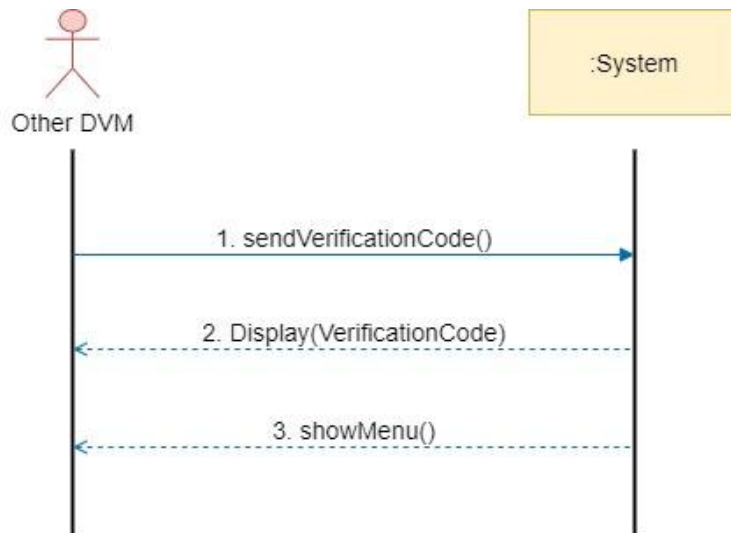 :System
Other DVM
1. sendVerificationCode()
2. Display(VerificationCode)
3. showMenu()